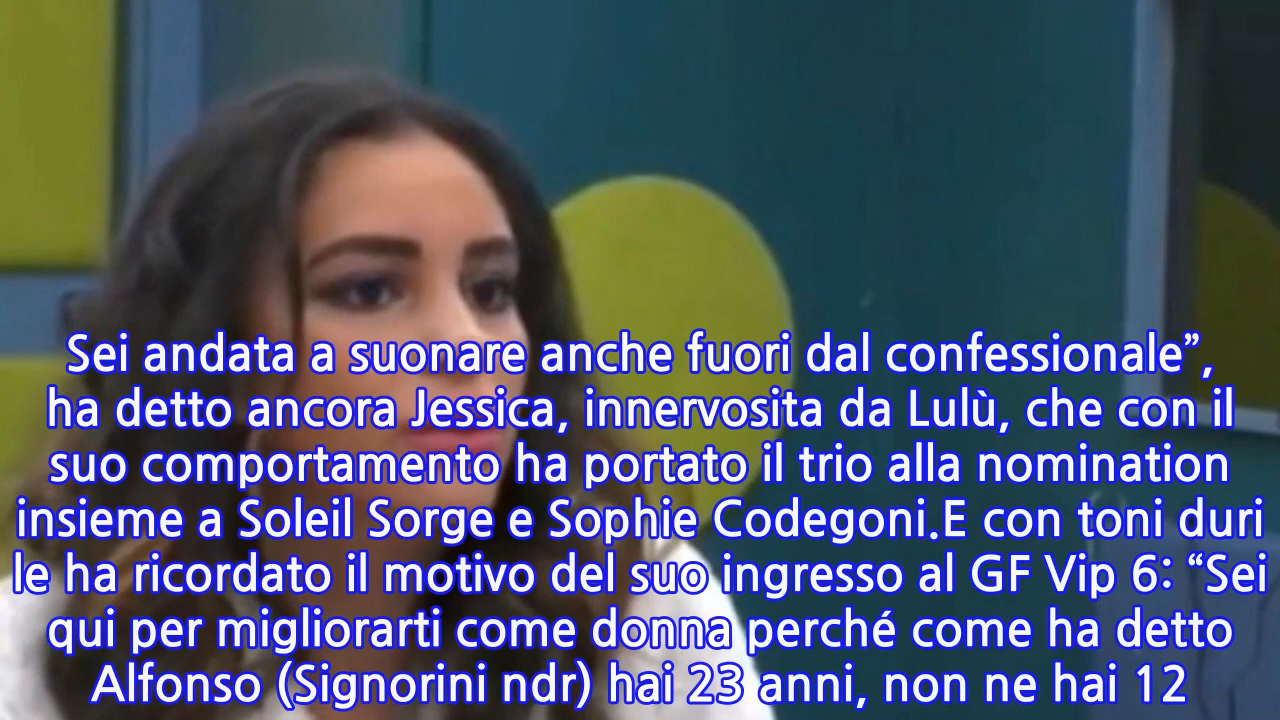 Sei andata a suonare anche fuori dal confessionale”,
ha detto ancora Jessica, innervosita da Lulù, che con il
suo comportamento ha portato il trio alla nomination
insieme a Soleil Sorge e Sophie Codegoni.E con toni duri
le ha ricordato il motivo del suo ingresso al GF Vip 6: “Sei
qui per migliorarti come donna perché come ha detto
Alfonso (Signorini ndr) hai 23 anni, non ne hai 12